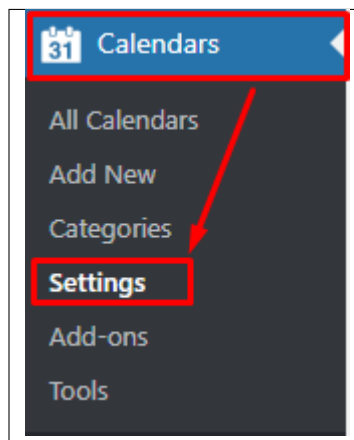 31 Calendars
All Calendars
Add New
Categories
Settings
Add-ons
Tools